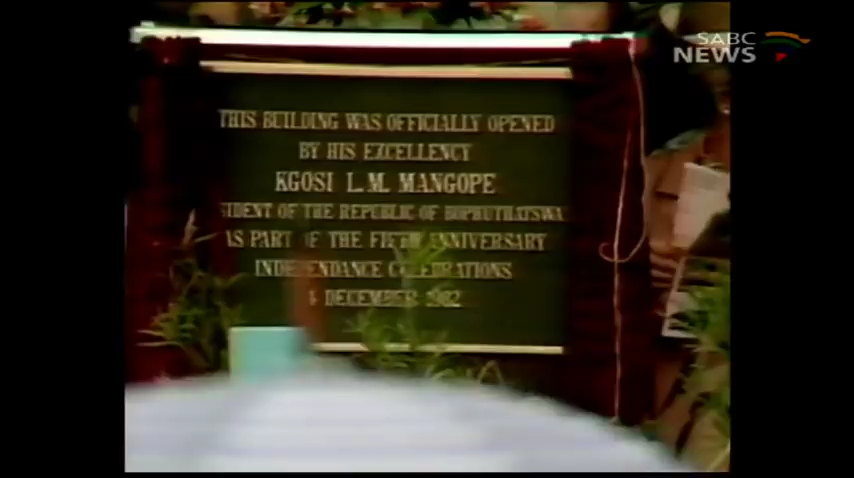 SABC
NEWS
THIS BUILDING WAS OFFICIALLY OPENED
BY HIS EXCELLENCY
KGOSI L.M. MANGOPE
SIDENT OF THE REPUBLIC OF BOPHUTHATSWA
AS PART OF THE FIFTH ANNIVERSARY
INDEPENDANCE CELEBRATIONS
DECEMBER 1982